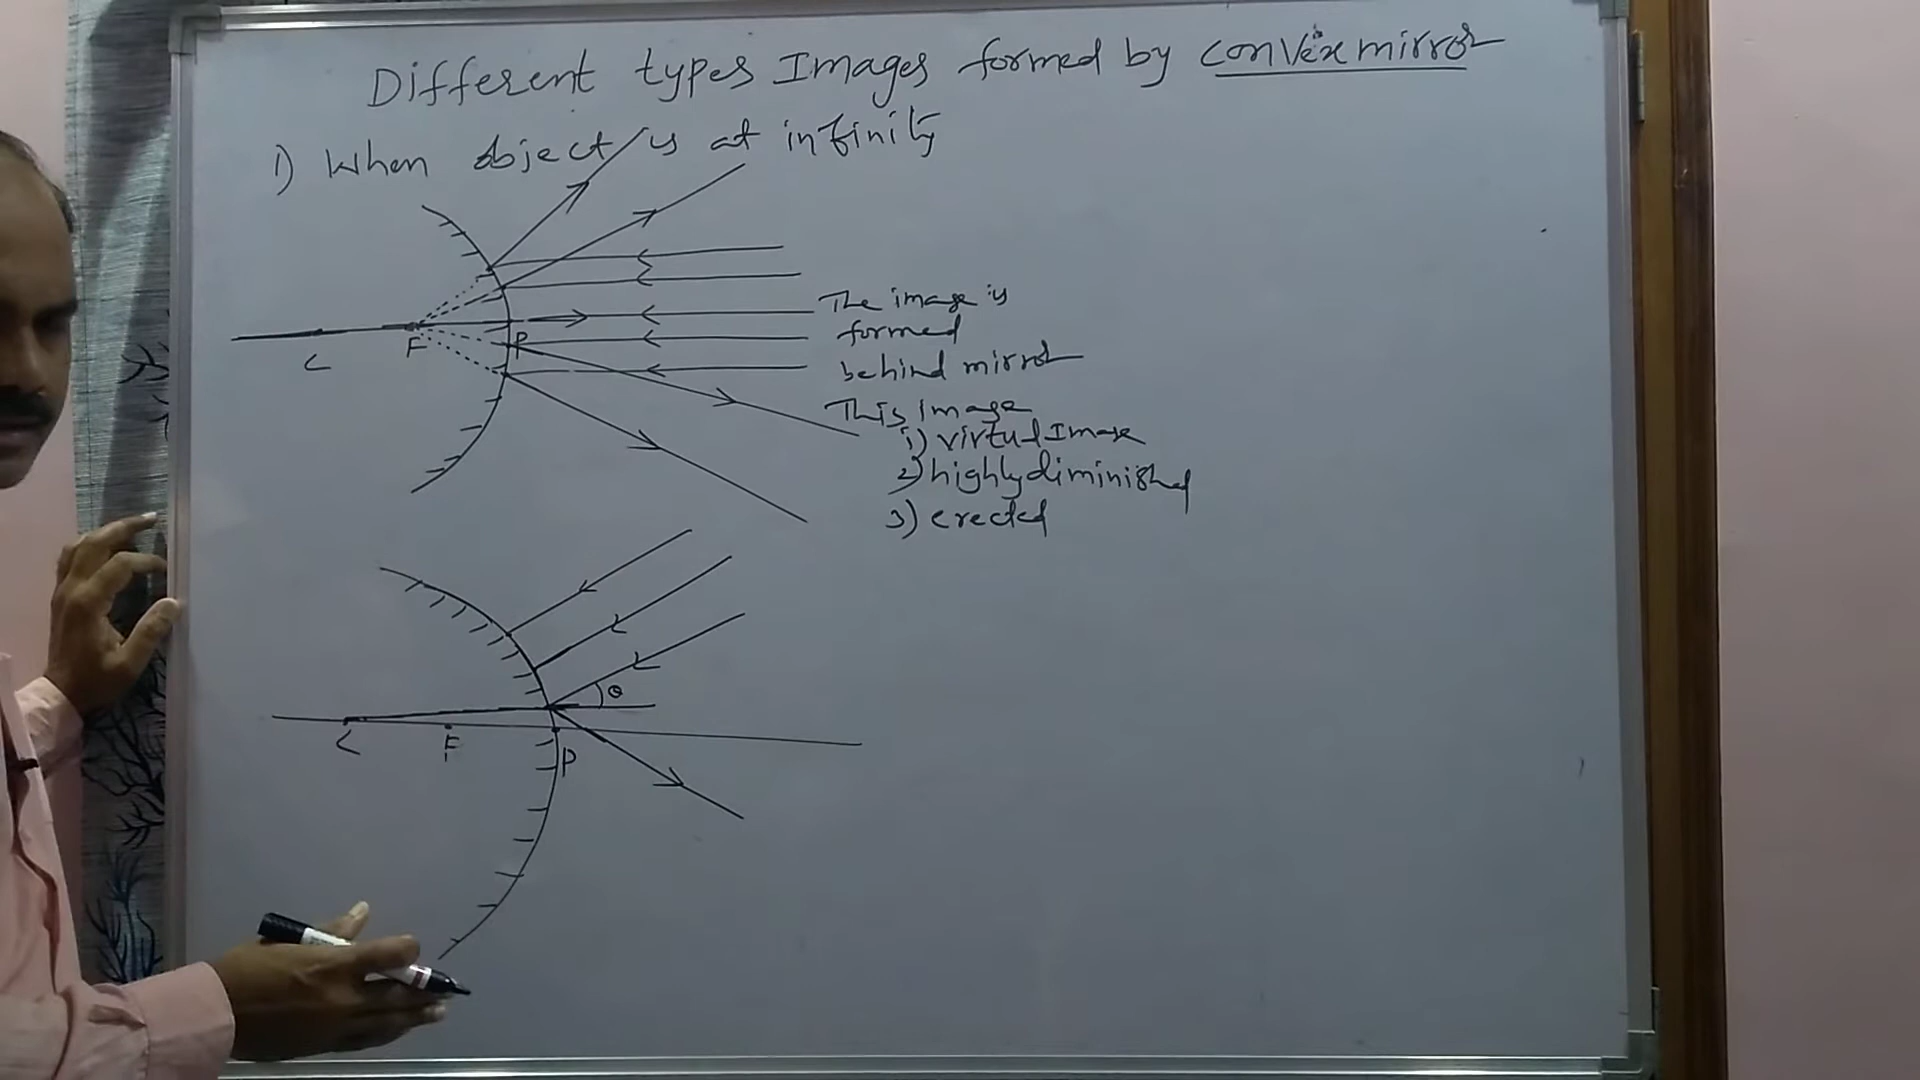 Different types Images formed by convex mirror
1) When object is at infinity
The image is
formed
behind mirror
C
F
P
This image
1) virtual Image
2) highly diminished
3) erected
θ
C
F
P